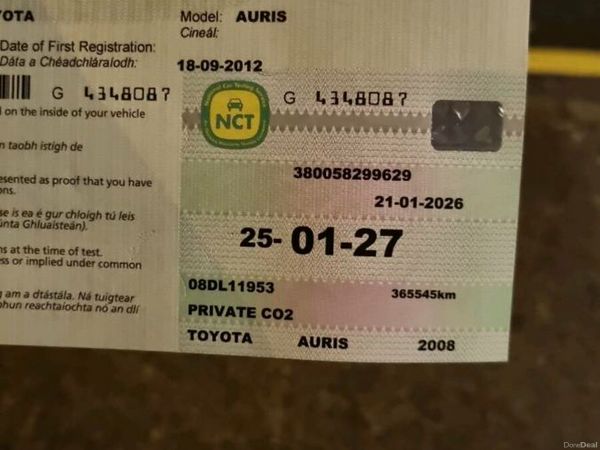 YOTA
Model: AURIS
Cineál:
Date of First Registration:
Dáta a Chéadchláraíodh:
18-09-2012
G 4348087
d on the inside of your vehicle
n taobh istigh de
esented as proof that you have
ons.
se is ea é gur chloígh tú leis
únta Ghluaisteán).
ns at the time of test.
ess or implied under common
g am a dtástála. Ná tuigtear
bhun reachtaíochta nó an dlí
NCT
G 4348087
380058299629
21-01-2026
25-01-27
08DL11953
365545km
PRIVATE CO2
TOYOTA AURIS 2008
DoneDeal